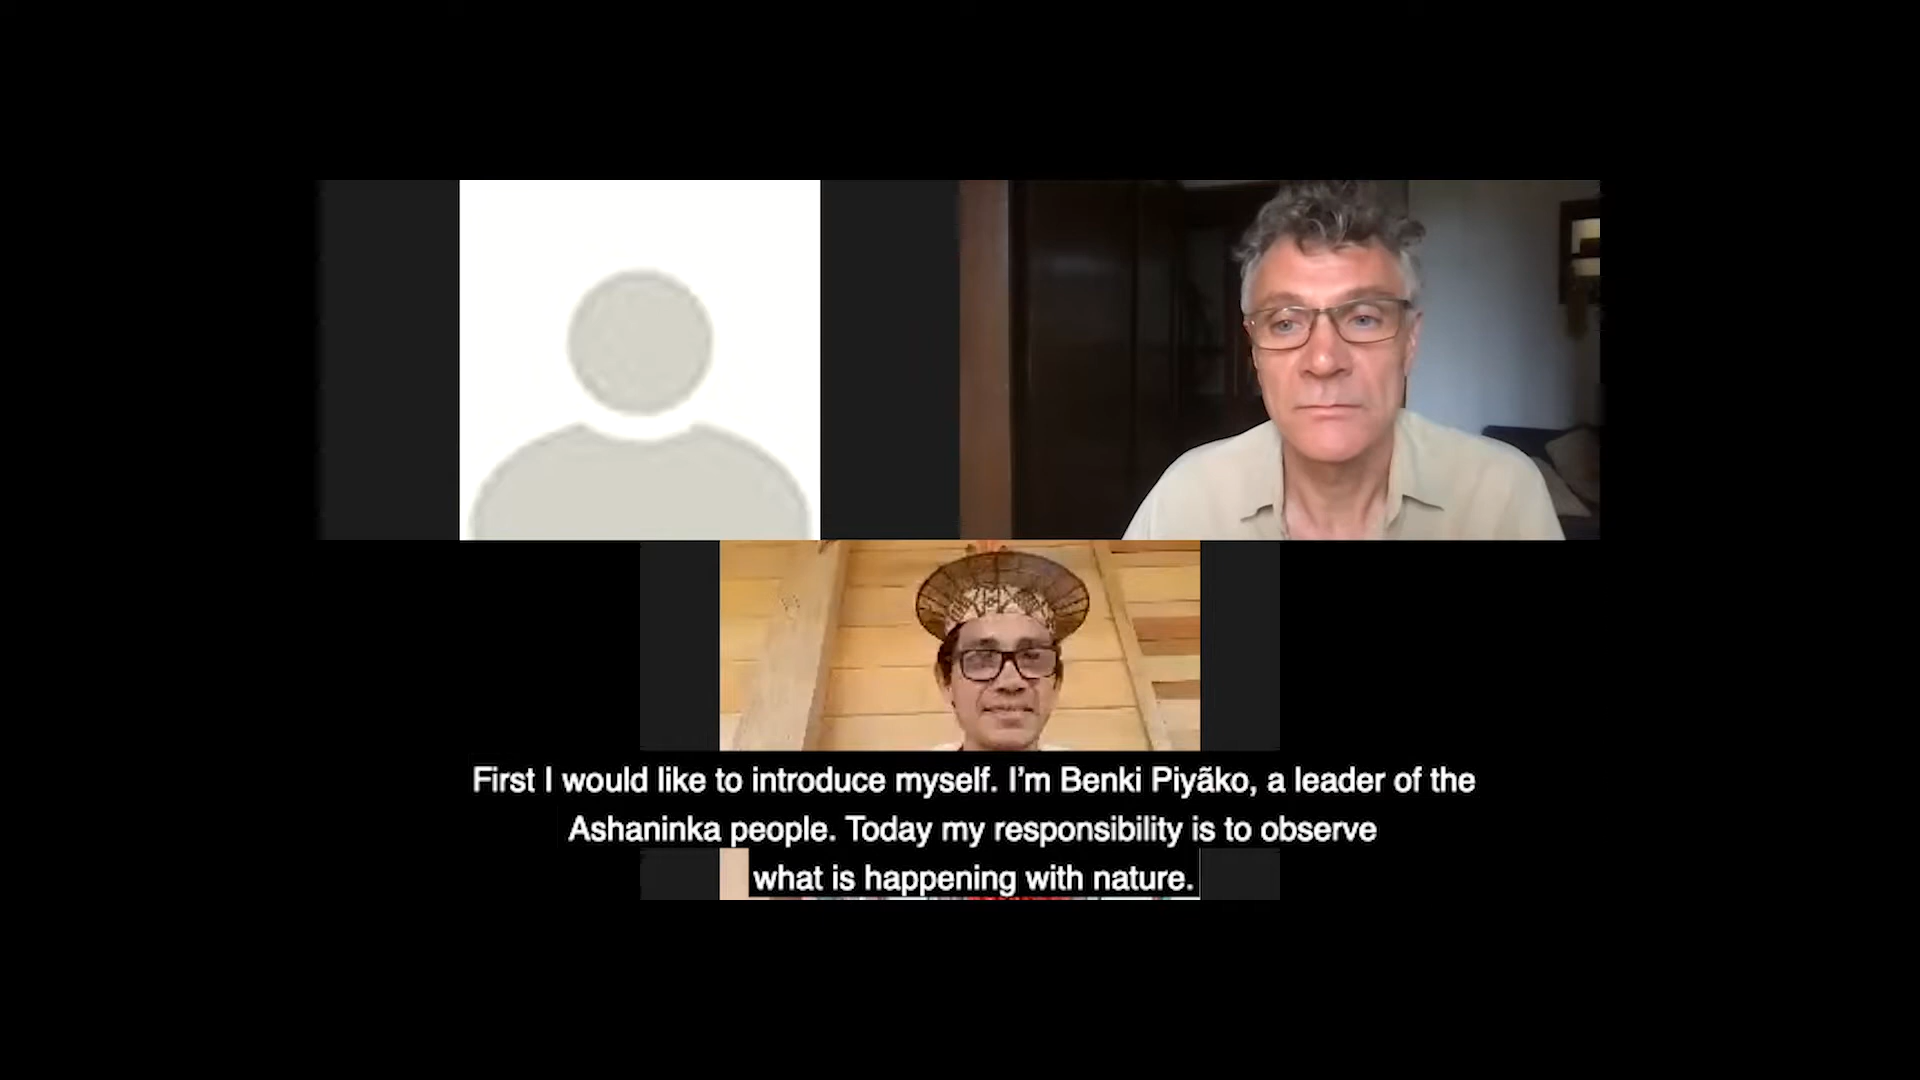 First I would like to introduce myself. I’m Benki Piyãko, a leader of the
Ashaninka people. Today my responsibility is to observe
what is happening with nature.